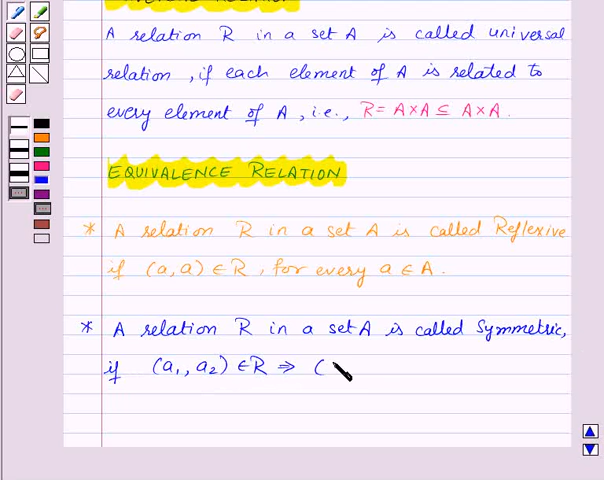 A relation R in a set A is called universal
relation , if each element of A is related to
every element of A , i.e., R = A × A ⊆ A × A .
EQUIVALENCE RELATION
* A relation R in a set A is called Reflexive
if (a, a) ∈ R , for every a ∈ A .
* A relation R in a set A is called Symmetric,
if (a₁, a₂) ∈ R ⇒ (